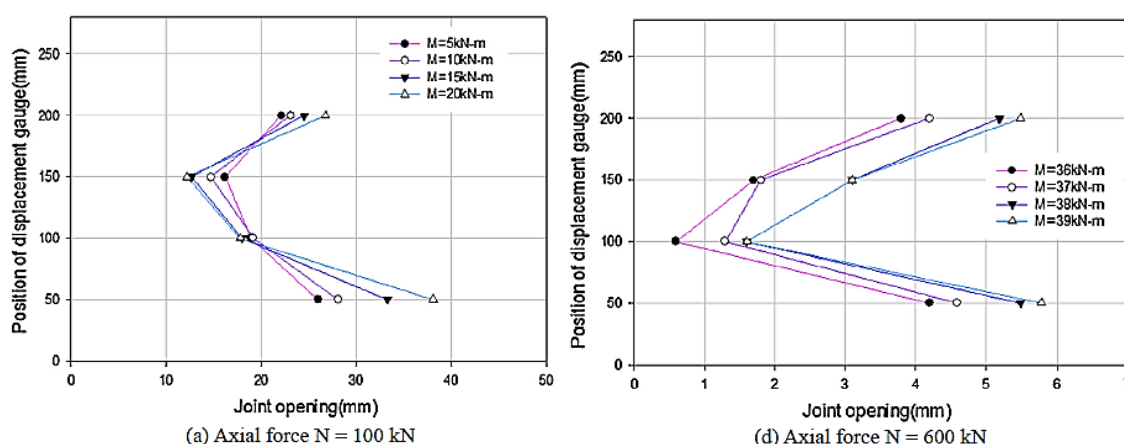 Position of displacement gauge(mm)
250
200
150
100
50
0
M=5kN-m
M=10kN-m
M=15kN-m
M=20kN-m
0 10 20 30 40 50
Joint opening(mm)
(a) Axial force N = 100 kN
Position of displacement gauge(mm)
250
200
150
100
50
0
M=36kN-m
M=37kN-m
M=38kN-m
M=39kN-m
0 1 2 3 4 5 6
Joint opening(mm)
(d) Axial force N = 600 kN